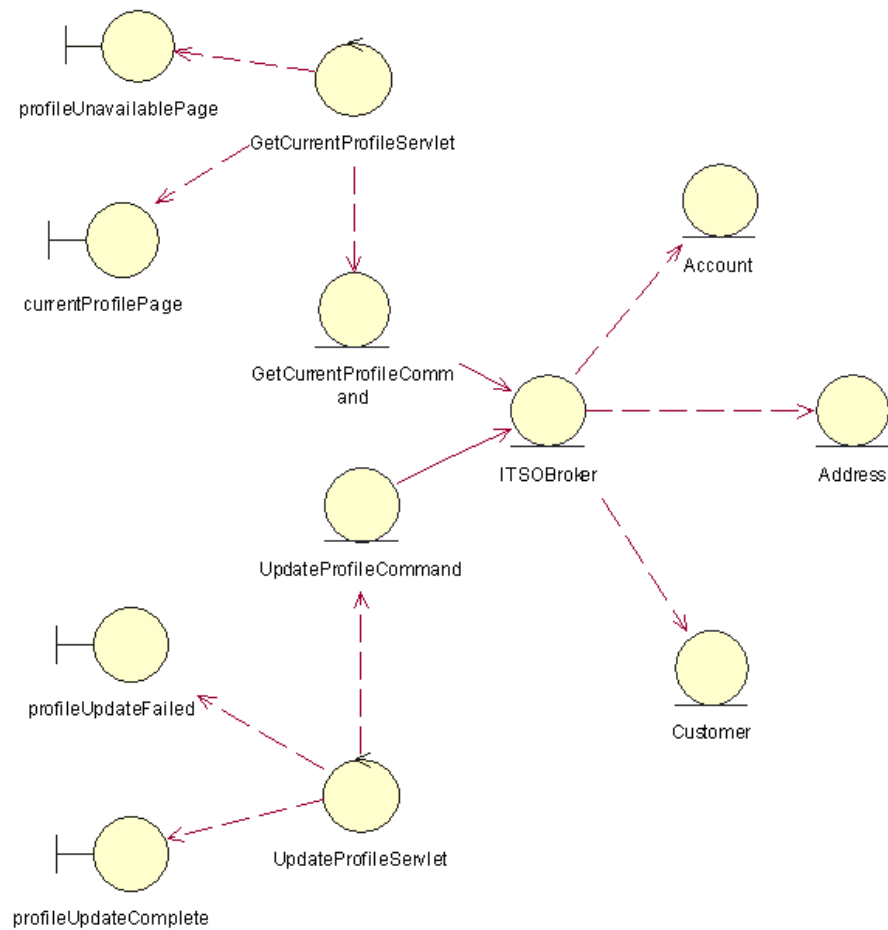 profileUnavailablePage
GetCurrentProfileServlet
Account
currentProfilePage
GetCurrentProfileComm
and
ITSOBroker
Address
UpdateProfileCommand
profileUpdateFailed
Customer
UpdateProfileServlet
profileUpdateComplete